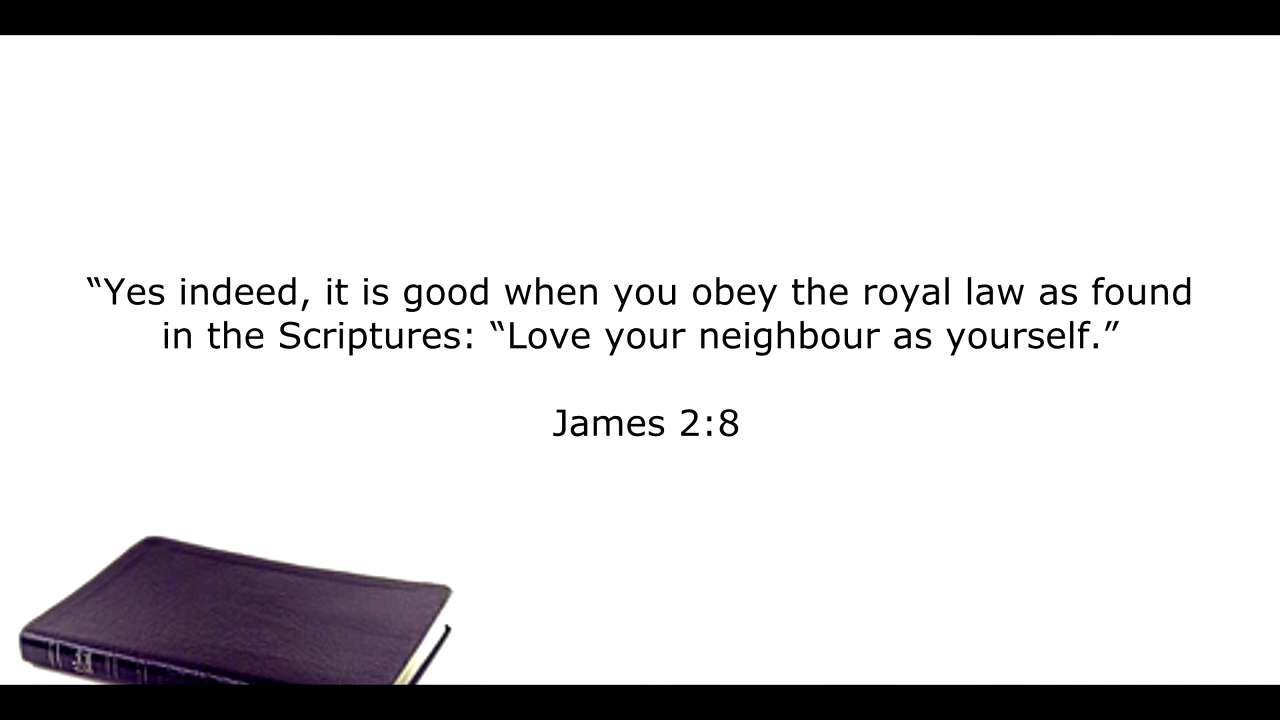 “Yes indeed, it is good when you obey the royal law as found
in the Scriptures: “Love your neighbour as yourself.”
James 2:8